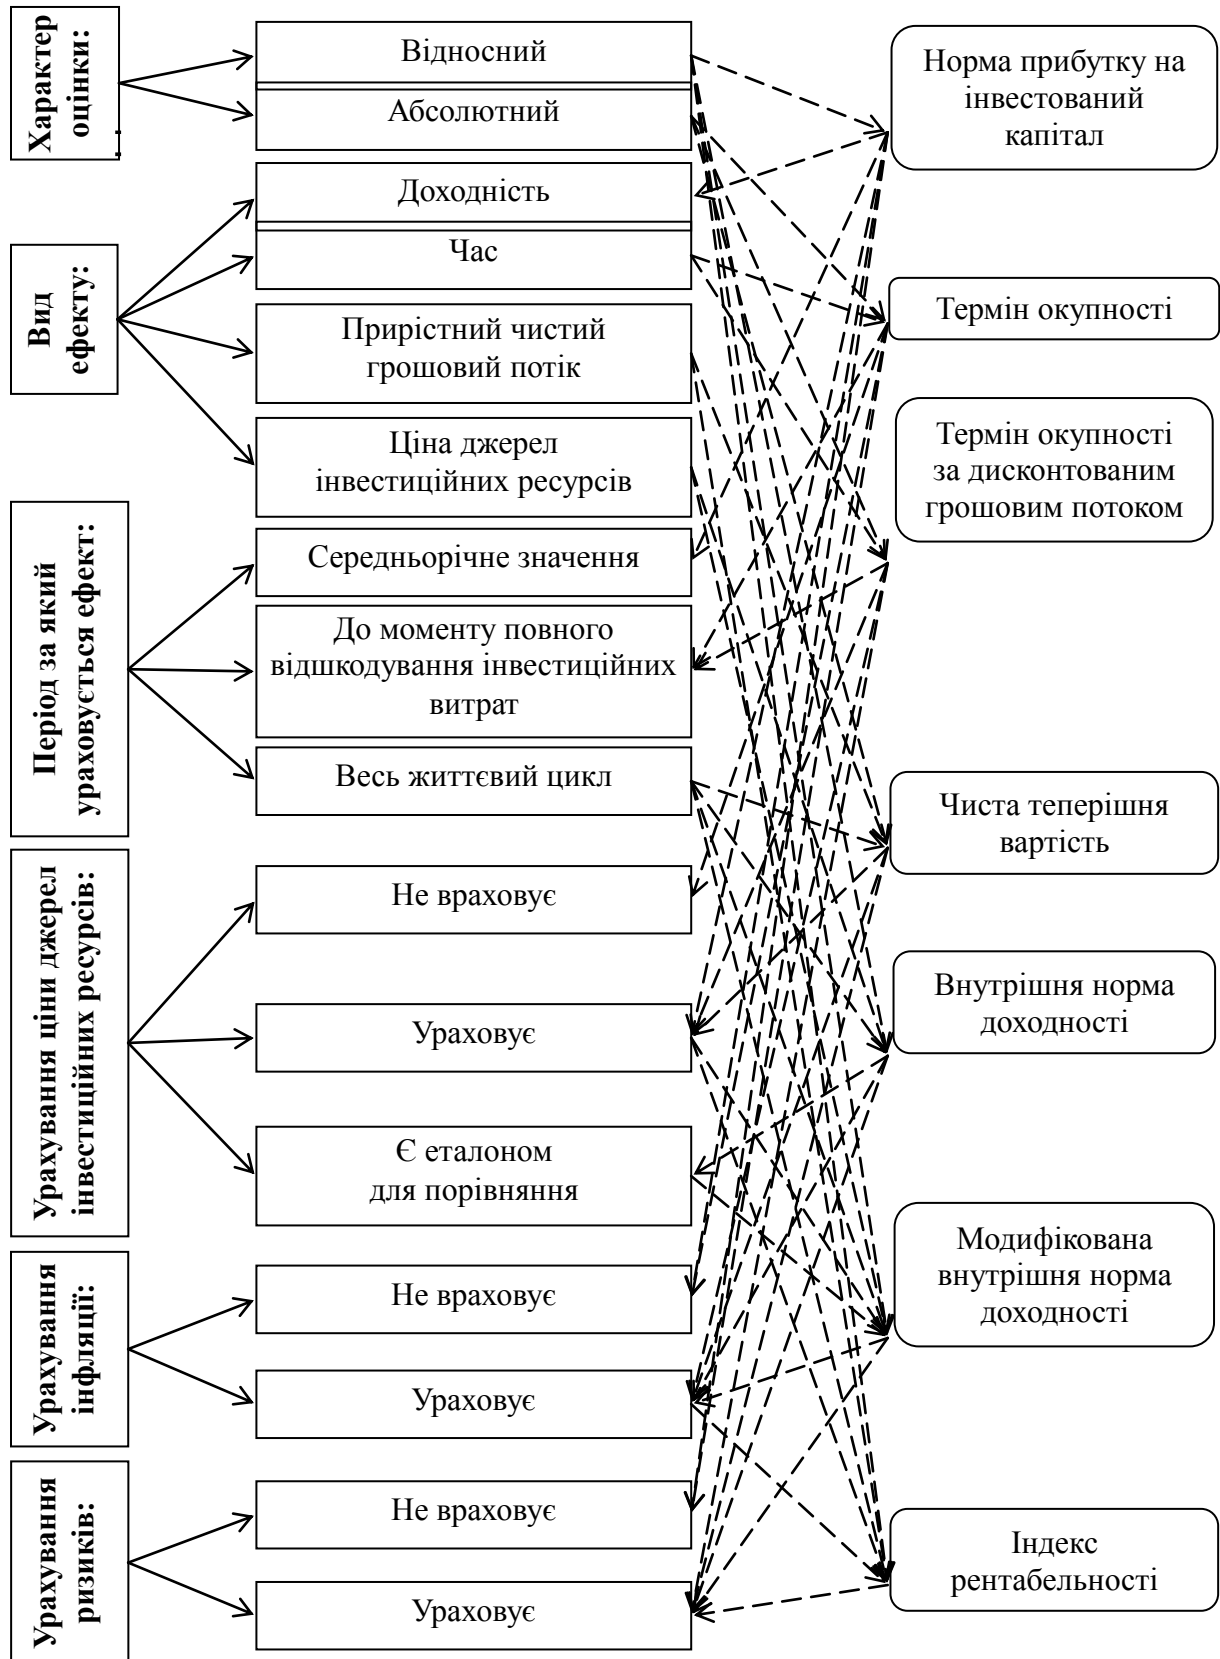 Характер
оцінки:
Відносний
Абсолютний
Вид
ефекту:
Доходність
Час
Прирістний чистий
грошовий потік
Ціна джерел
інвестиційних ресурсів
Період за який
ураховується ефект:
Середньорічне значення
До моменту повного
відшкодування інвестиційних
витрат
Весь життєвий цикл
Урахування ціни джерел
інвестиційних ресурсів:
Не враховує
Ураховує
Є еталоном
для порівняння
Урахування
інфляції:
Не враховує
Ураховує
Урахування
ризиків:
Не враховує
Ураховує
Норма прибутку на
інвестований
капітал
Термін окупності
Термін окупності
за дисконтованим
грошовим потоком
Чиста теперішня
вартість
Внутрішня норма
доходності
Модифікована
внутрішня норма
доходності
Індекс
рентабельності